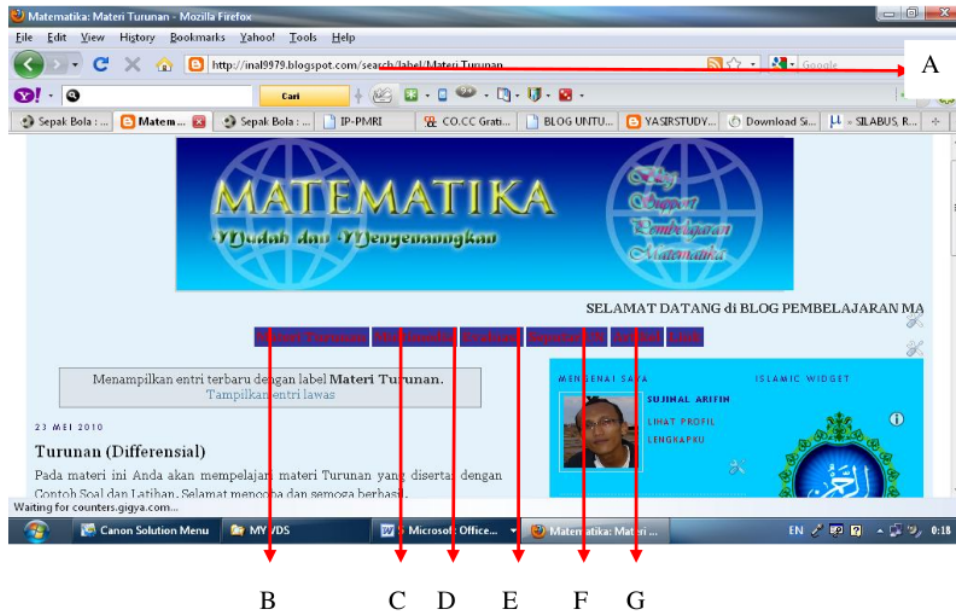 Matematika: Materi Turunan - Mozilla Firefox
File Edit View History Bookmarks Yahoo! Tools Help
http://inal9979.blogspot.com/search/label/Materi Turunan
Google
A
Cari
Sepak Bola : ... Matem... Sepak Bola : ... IP-PMRI CO.CC Grati... BLOG UNTU... YASIRSTUDY... Download Si... SILABUS, R...
MATEMATIKA
Mudah dan Menyenangkan
Blog
Support
Pembelajaran
Matematika
SELAMAT DATANG di BLOG PEMBELAJARAN MA
Materi Turunan Multimedia Evaluasi Seputar UN Artikel Link
Menampilkan entri terbaru dengan label Materi Turunan.
Tampilkan entri lawas
MENGENAI SAYA
SUJINAL ARIFIN
LIHAT PROFIL
LENGKAPKU
ISLAMIC WIDGET
23 MEI 2010
Turunan (Differensial)
Pada materi ini Anda akan mempelajari materi Turunan yang disertai dengan
Contoh Soal dan Latihan. Selamat mencoba dan semoga berhasil.
Waiting for counters.gigya.com...
Canon Solution Menu Microsoft Office... Matematika: Materi ... EN 0:18
B C D E F G